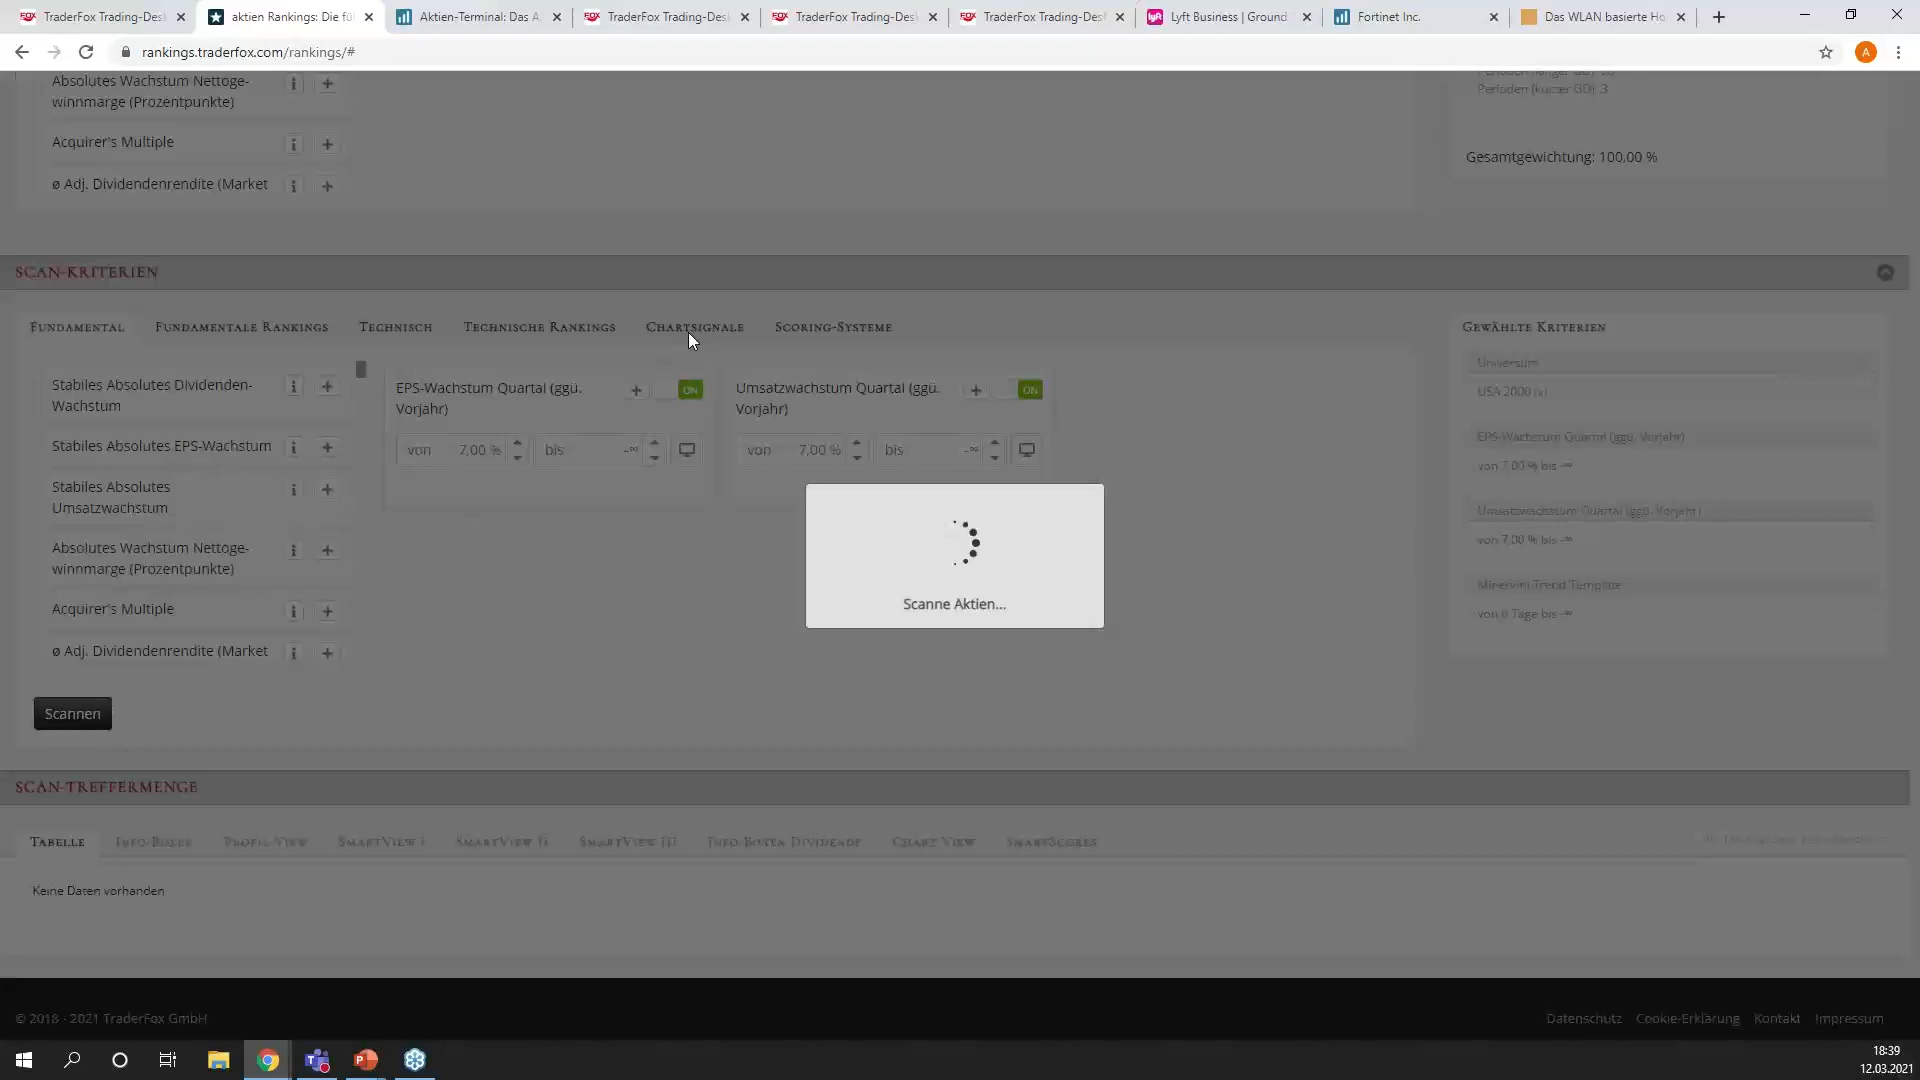 TraderFox Trading-Des
aktien Rankings: Die fü
Aktien-Terminal: Das A
TraderFox Trading-Des
TraderFox Trading-Des
TraderFox Trading-Des
Lyft Business | Ground
Fortinet Inc.
Das WLAN basierte Ho
rankings.traderfox.com/rankings/#
A
Absolutes Wachstum Nettoge-
winnmarge (Prozentpunkte)
Perioden (kurzer GD): 3
Acquirer's Multiple
Gesamtgewichtung: 100,00 %
ø Adj. Dividendenrendite (Market
SCAN-KRITERIEN
FUNDAMENTAL
FUNDAMENTALE RANKINGS
TECHNISCH
TECHNISCHE RANKINGS
CHARTSIGNALE
SCORING-SYSTEME
GEWÄHLTE KRITERIEN
Stabiles Absolutes Dividenden-
Wachstum
Stabiles Absolutes EPS-Wachstum
Stabiles Absolutes
Umsatzwachstum
Absolutes Wachstum Nettoge-
winnmarge (Prozentpunkte)
Acquirer's Multiple
ø Adj. Dividendenrendite (Market
EPS-Wachstum Quartal (ggü.
Vorjahr)
ON
von 7,00 % bis -∞
Umsatzwachstum Quartal (ggü.
Vorjahr)
ON
von 7,00 % bis -∞
Universum
USA 2000 (x)
EPS-Wachstum Quartal (ggü. Vorjahr)
von 7,00 % bis -∞
Umsatzwachstum Quartal (ggü. Vorjahr)
von 7,00 % bis -∞
Minervini Trend-Template
Tage bis -∞
Scanne Aktien...
Scannen
SCAN-TREFFERMENGE
TABELLE
INFO-BOXEN
PROFIL-VIEW
SMARTVIEW I
SMARTVIEW II
SMARTVIEW III
INFO-BOXEN DIVIDENDE
CHART VIEW
SMARTSCORES
Keine Daten vorhanden
© 2018 - 2021 TraderFox GmbH
Datenschutz
Cookie-Erklärung
Kontakt
Impressum
18:39
12.03.2021